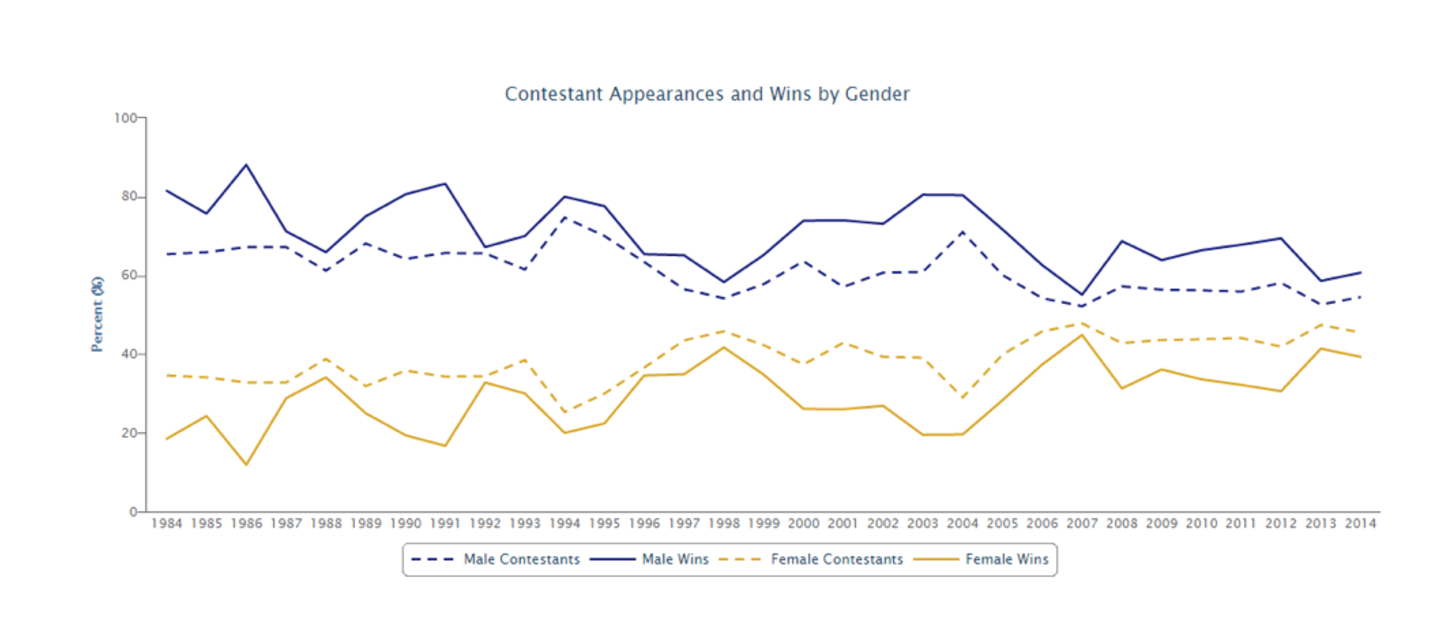 Contestant Appearances and Wins by Gender
100
80
60
40
20
0
Percent (%)
1984 1985 1986 1987 1988 1989 1990 1991 1992 1993 1994 1995 1996 1997 1998 1999 2000 2001 2002 2003 2004 2005 2006 2007 2008 2009 2010 2011 2012 2013 2014
Male Contestants Male Wins Female Contestants Female Wins